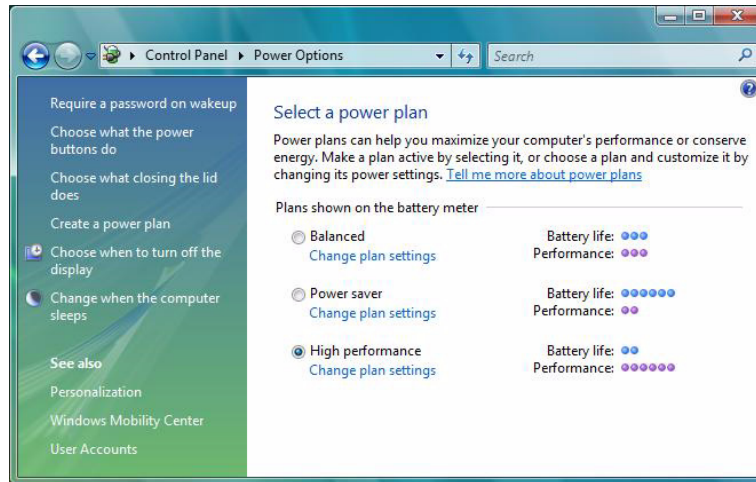 Control Panel Power Options
Search
Require a password on wakeup
Choose what the power
buttons do
Choose what closing the lid
does
Create a power plan
Choose when to turn off the
display
Change when the computer
sleeps
See also
Personalization
Windows Mobility Center
User Accounts
Select a power plan
Power plans can help you maximize your computer's performance or conserve
energy. Make a plan active by selecting it, or choose a plan and customize it by
changing its power settings. Tell me more about power plans
Plans shown on the battery meter
Balanced Battery life:
Change plan settings Performance:
Power saver Battery life:
Change plan settings Performance:
High performance Battery life:
Change plan settings Performance: